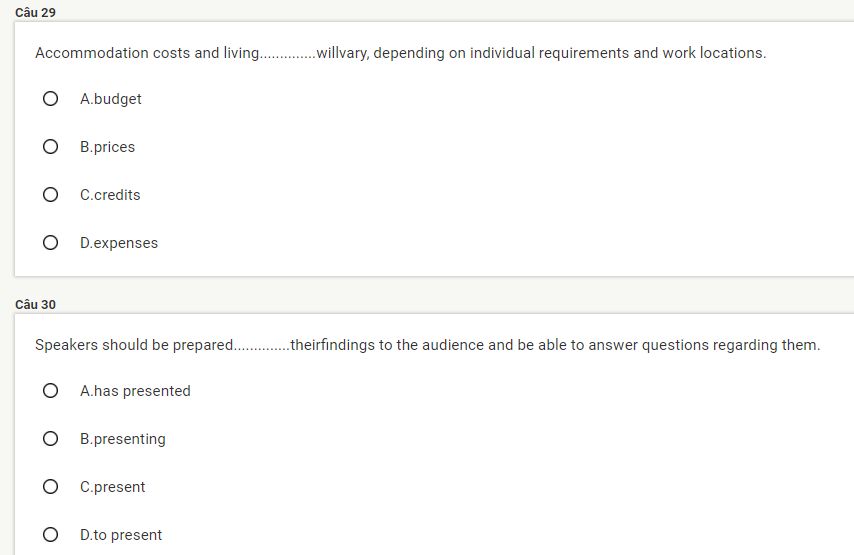 Câu 29
Accommodation costs and living..............willvary, depending on individual requirements and work locations.
A.budget
B.prices
C.credits
D.expenses
Câu 30
Speakers should be prepared..............theirfindings to the audience and be able to answer questions regarding them.
A.has presented
B.presenting
C.present
D.to present